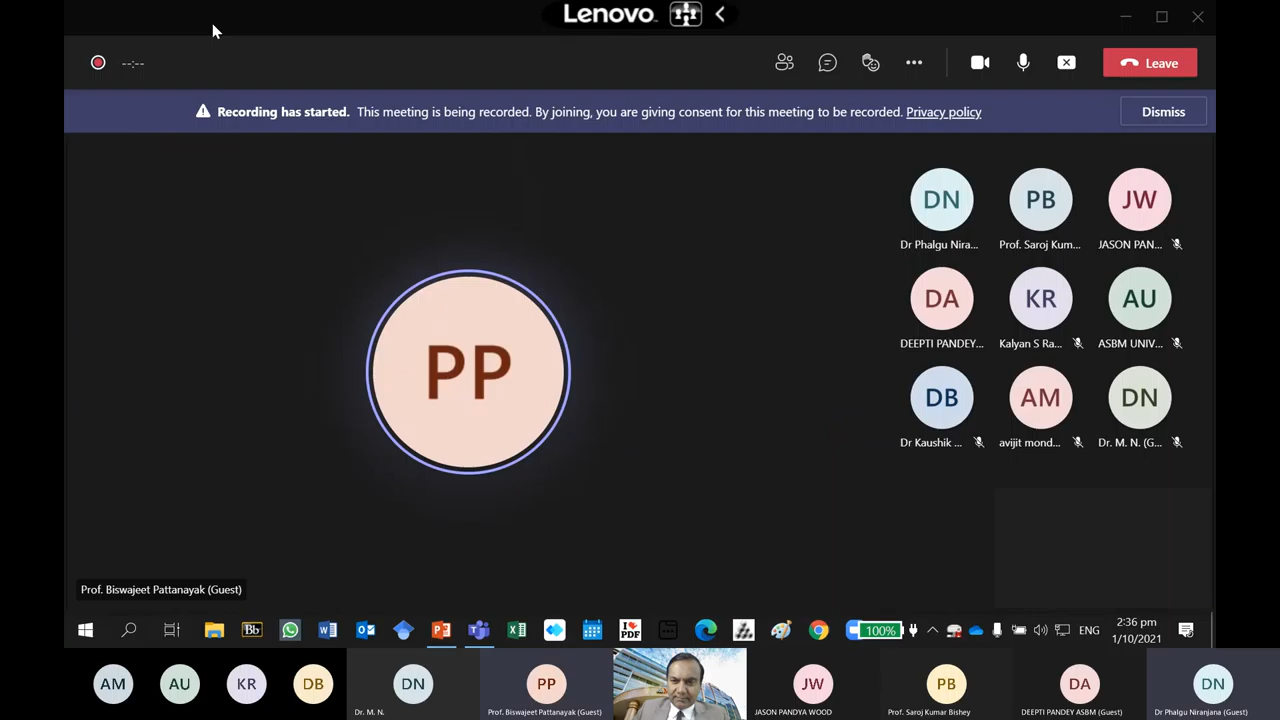 Lenovo
--:--
Leave
Recording has started. This meeting is being recorded. By joining, you are giving consent for this meeting to be recorded. Privacy policy
Dismiss
DN
PB
JW
Dr Phalgu Nira...
Prof. Saroj Kum...
JASON PAN...
DA
KR
AU
DEEPTI PANDEY...
Kalyan S Ra...
ASBM UNIV...
PP
DB
AM
DN
Dr Kaushik ...
avijit mond...
Dr. M. N. (G...
Prof. Biswajeet Pattanayak (Guest)
Bb
I ♥ PDF
100%
ENG
2:36 pm
1/10/2021
AM
AU
KR
DB
DN
PP
JW
PB
DA
DN
Dr. M. N.
Prof. Biswajeet Pattanayak (Guest)
JASON PANDYA WOOD
Prof. Saroj Kumar Bishey
DEEPTI PANDEY ASBM (Guest)
Dr Phalgu Niranjana (Guest)